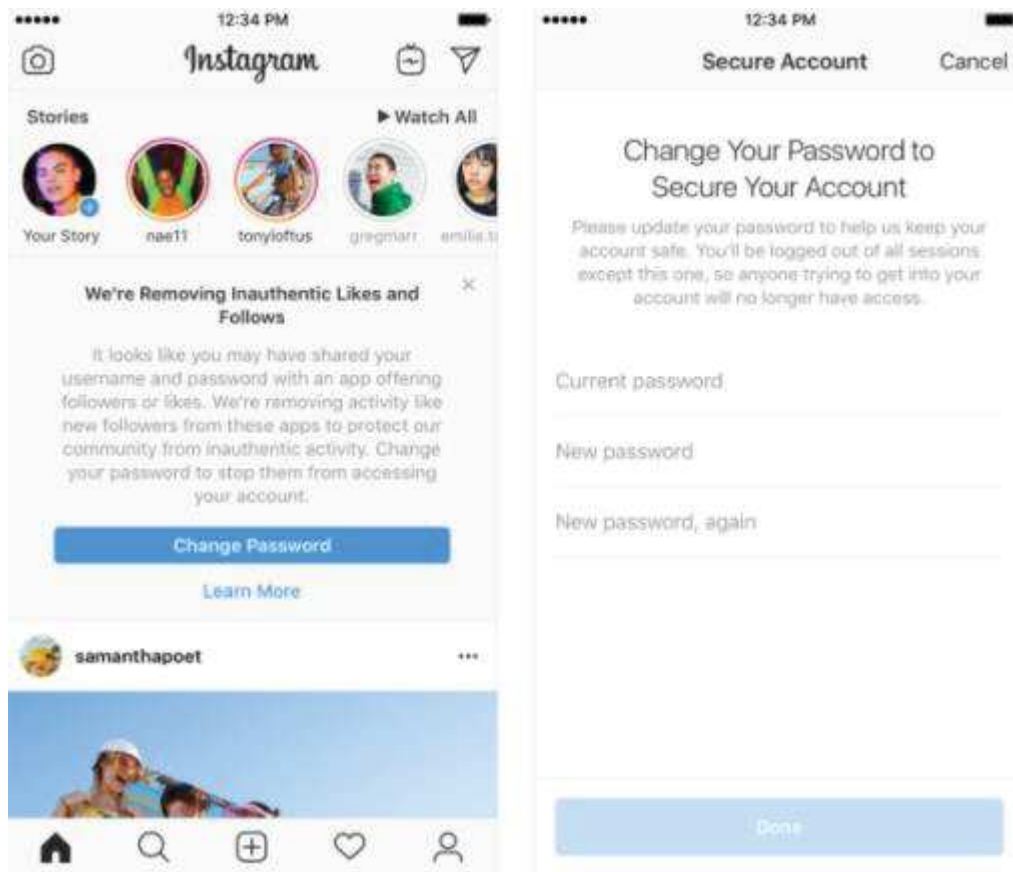 12:34 PM
Instagram
Stories
Watch All
Your Story
nae11
tonyloftus
gregmarr
We're Removing Inauthentic Likes and
Follows
It looks like you may have shared your
username and password with an app offering
followers or likes. We're removing activity like
new followers from these apps to protect our
community from inauthentic activity. Change
your password to stop them from accessing
your account.
Change Password
Learn More
samanthapoet
12:34 PM
Secure Account
Cancel
Change Your Password to
Secure Your Account
Please update your password to help us keep your
account safe. You'll be logged out of all sessions
except this one, so anyone trying to get into your
account will no longer have access.
Current password
New password
New password, again
Done